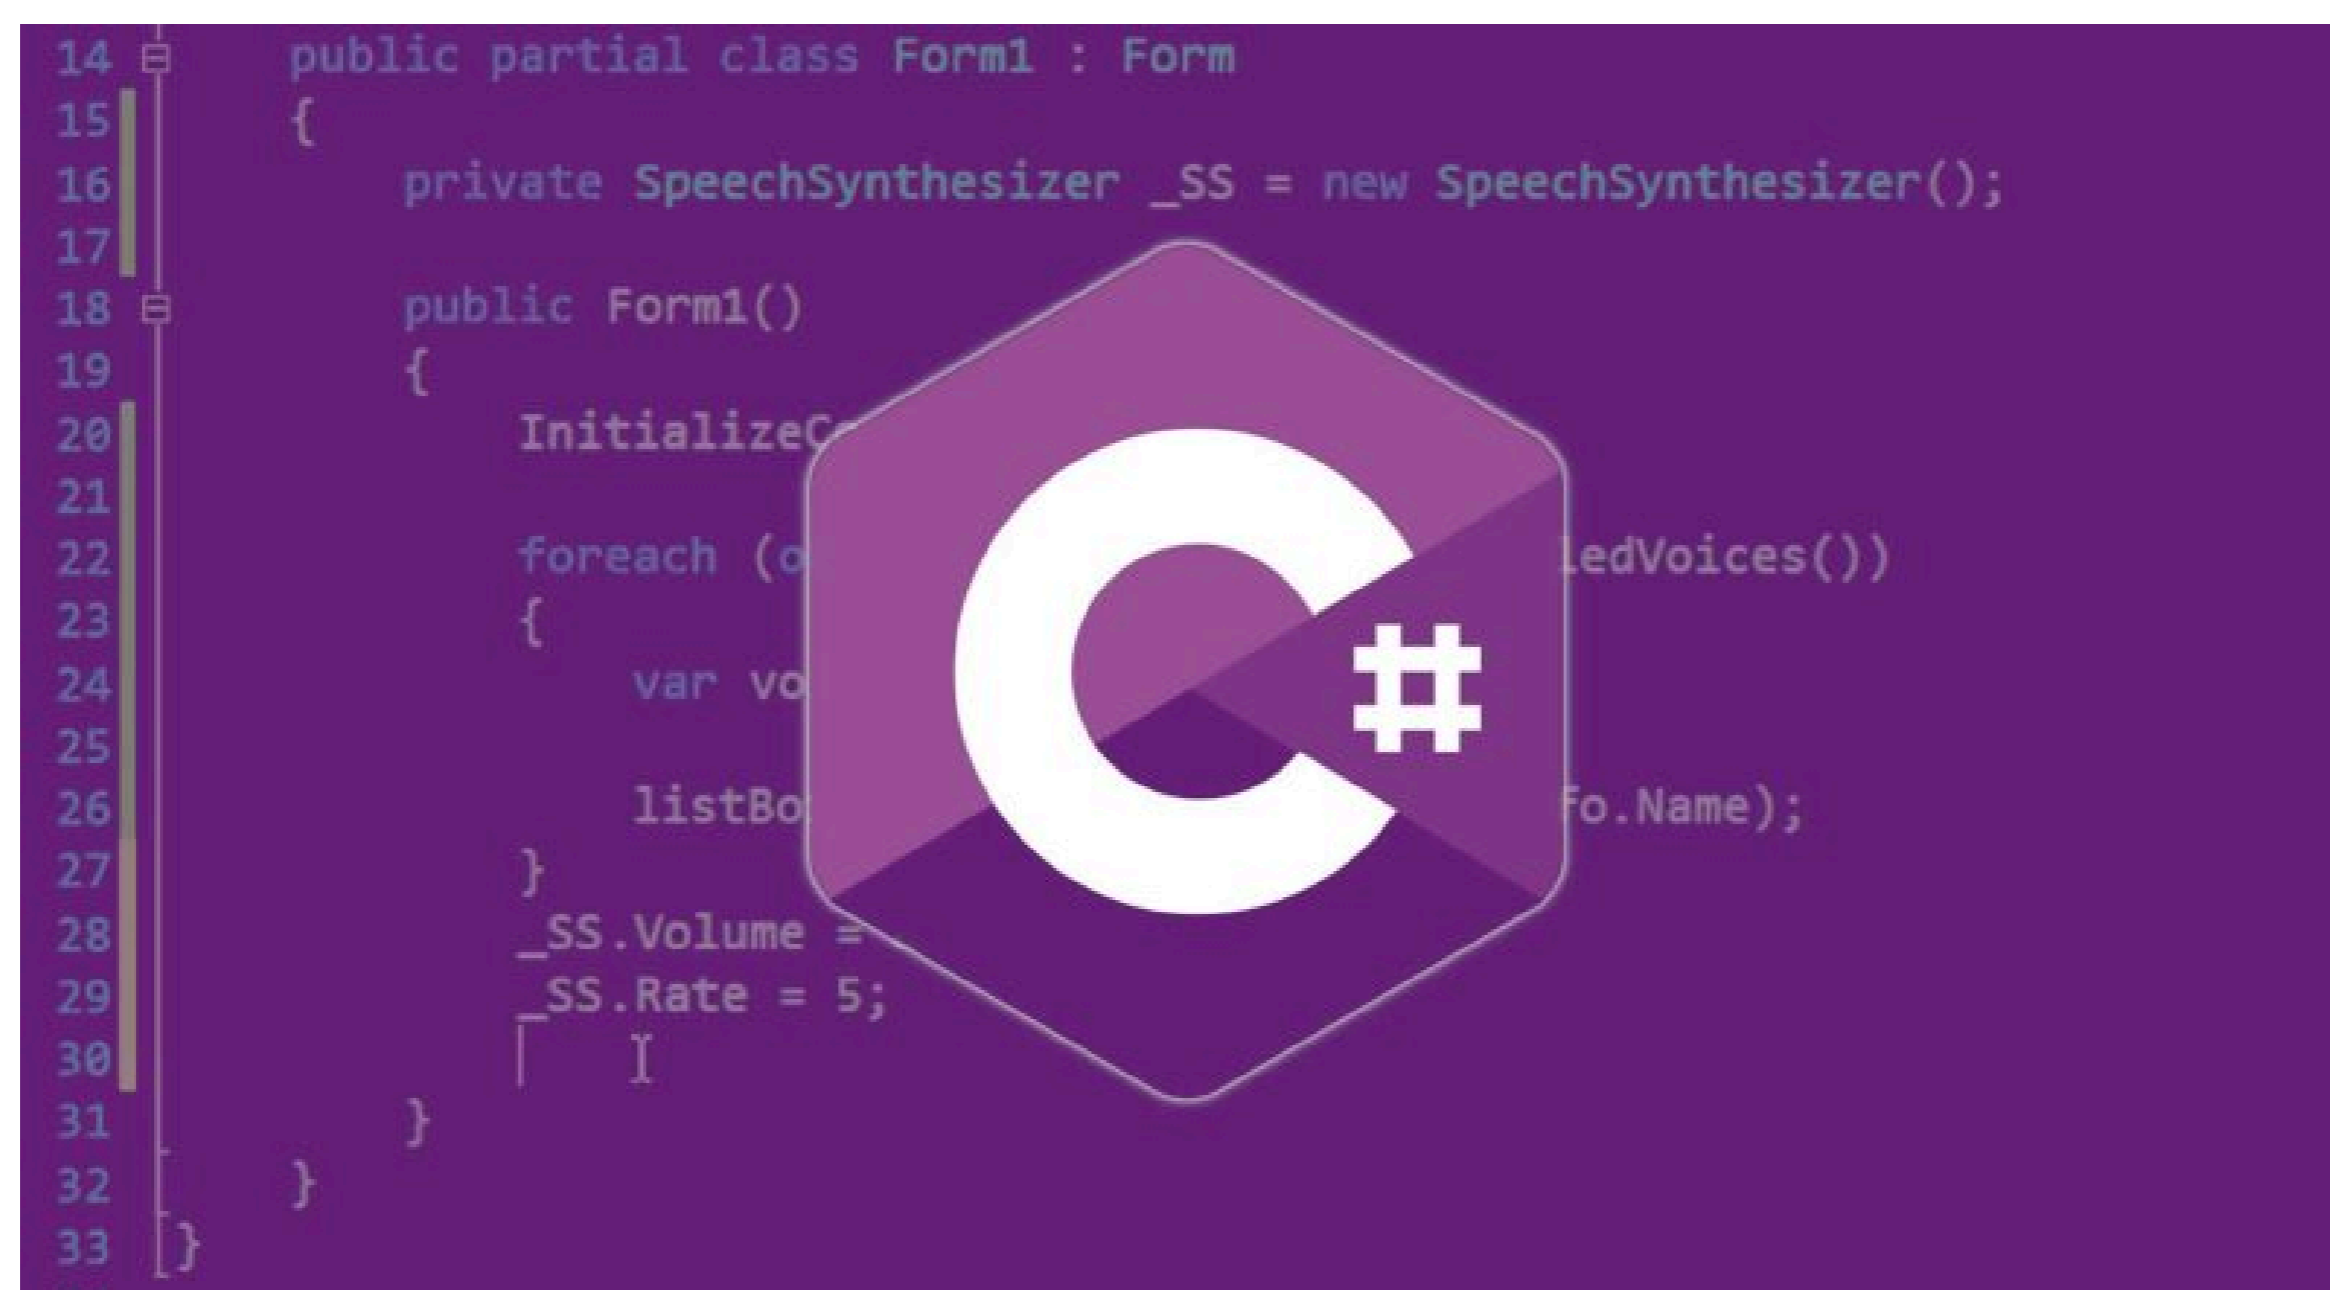 14 public partial class Form1 : Form
15 {
16 private SpeechSynthesizer _SS = new SpeechSynthesizer();
17
18 public Form1()
19 {
20 InitializeC
21
22 foreach (o ledVoices())
23 {
24 var vo
25
26 listBo fo.Name);
27 }
28 _SS.Volume =
29 _SS.Rate = 5;
30
31 }
32 }
33 }
C#